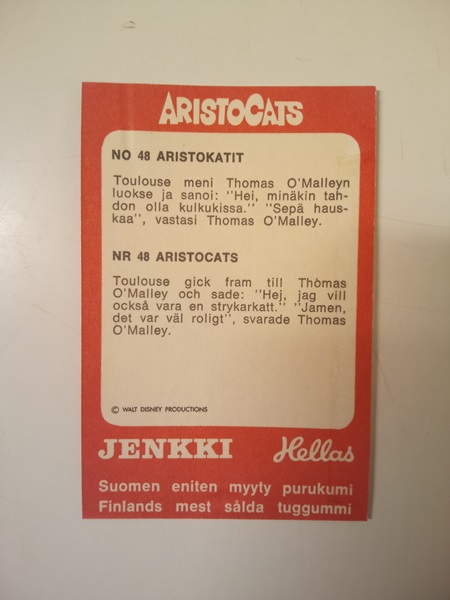 ARISTOCATS
NO 48 ARISTOKATIT
Toulouse meni Thomas O'Malleyn
luokse ja sanoi: "Hei, minäkin tah-
don olla kulkukissa." "Sepä haus-
kaa", vastasi Thomas O'Malley.
NR 48 ARISTOCATS
Toulouse gick fram till Thomas
O'Malley och sade: "Hej, jag vill
också vara en strykarkatt." "Jamen,
det var väl roligt", svarade Thomas
O'Malley.
© WALT DISNEY PRODUCTIONS
JENKKI Hellas
Suomen eniten myyty purukumi
Finlands mest sålda tuggummi